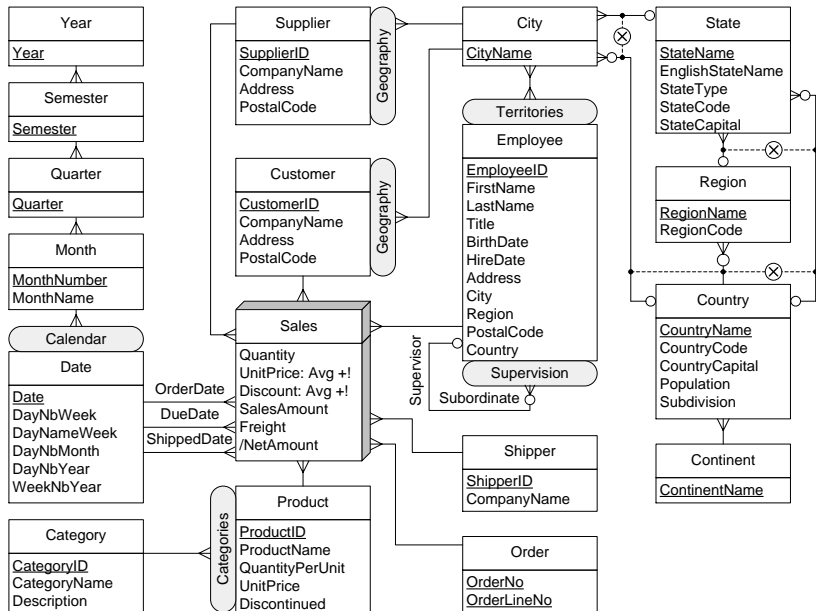 Year
Year
Semester
Semester
Quarter
Quarter
Month
MonthNumber
MonthName
Calendar
Date
Date
DayNbWeek
DayNameWeek
DayNbMonth
DayNbYear
WeekNbYear
Category
CategoryID
CategoryName
Description
OrderDate
DueDate
ShippedDate
Supplier
SupplierID
CompanyName
Address
PostalCode
Geography
Customer
CustomerID
CompanyName
Address
PostalCode
Geography
Sales
Quantity
UnitPrice: Avg +!
Discount: Avg +!
SalesAmount
Freight
/NetAmount
Categories
Product
ProductID
ProductName
QuantityPerUnit
UnitPrice
Discontinued
City
CityName
Territories
Employee
EmployeeID
FirstName
LastName
Title
BirthDate
HireDate
Address
City
Region
PostalCode
Country
Supervision
Supervisor
Subordinate
Shipper
ShipperID
CompanyName
Order
OrderNo
OrderLineNo
State
StateName
EnglishStateName
StateType
StateCode
StateCapital
Region
RegionName
RegionCode
Country
CountryName
CountryCode
CountryCapital
Population
Subdivision
Continent
ContinentName